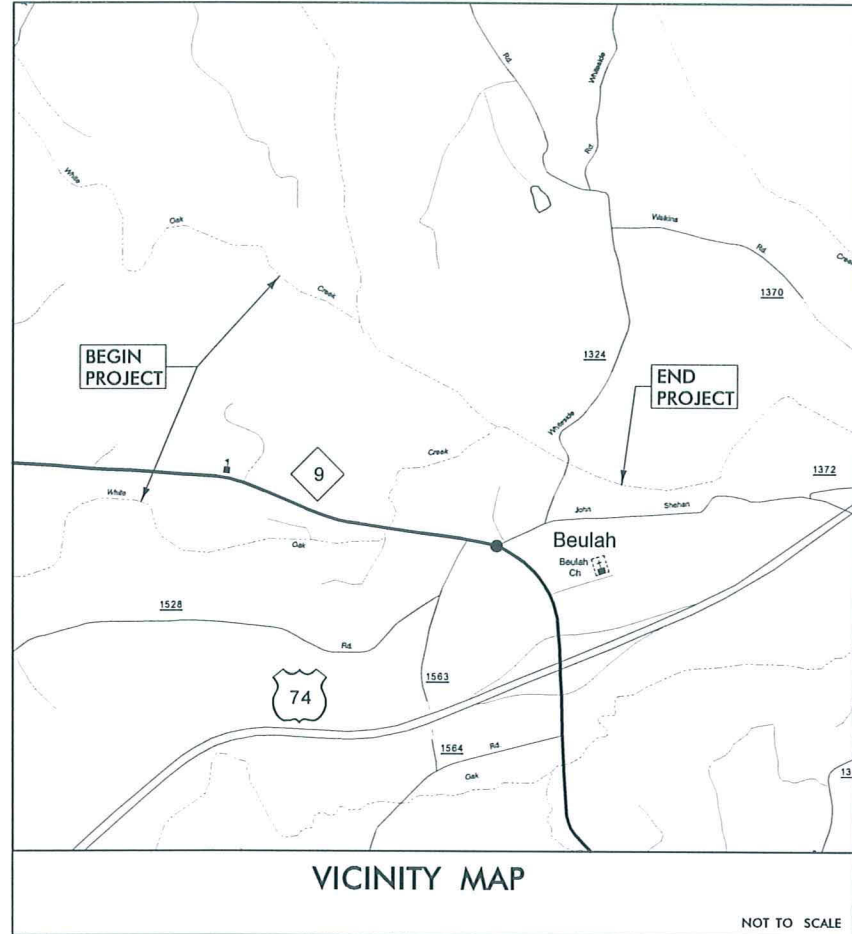 Rd.
Whiteside
Rd.
White
Oak
Creek
Watkins
Rd.
Creek
1370
1324
BEGIN
PROJECT
END
PROJECT
Whiteside
Creek
1
9
White
Oak
1372
John Shehan
Beulah
Beulah
Ch
1528
Rd.
1563
74
1564
Rd.
Oak
13
VICINITY MAP
NOT TO SCALE